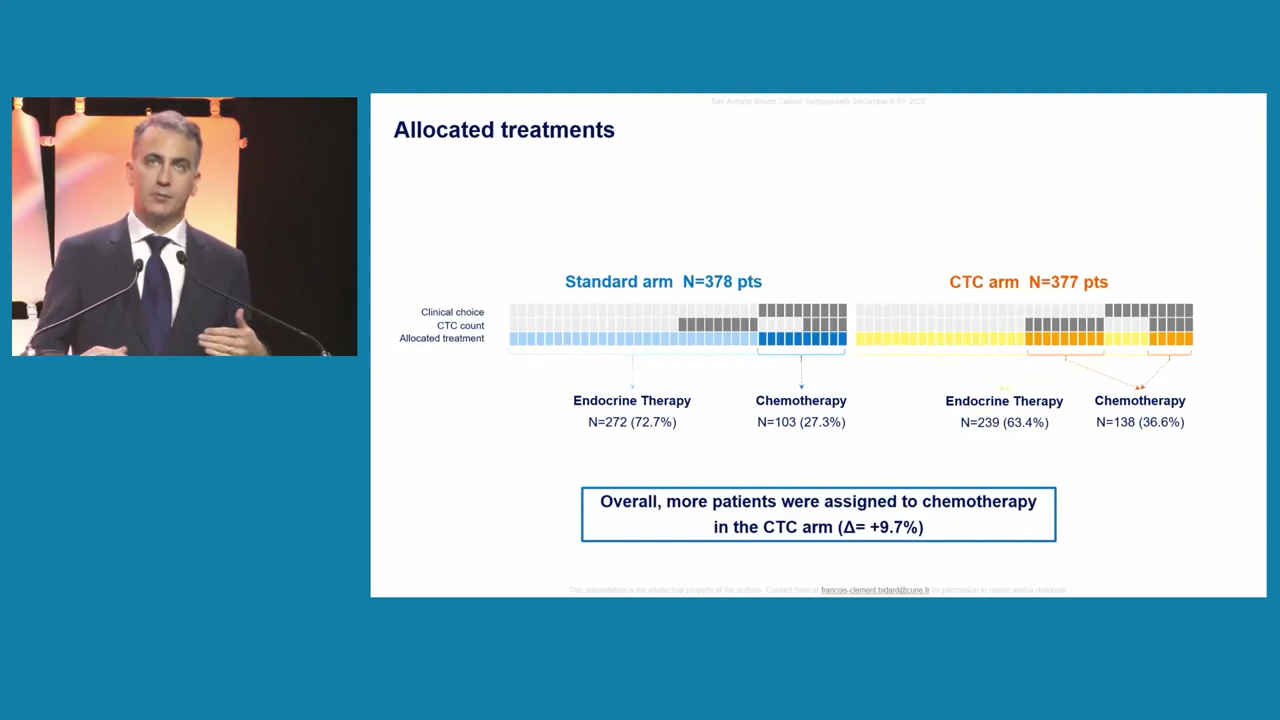 San Antonio Breast Cancer Symposium®, December 6-10, 2022
Allocated treatments
Standard arm N=378 pts
CTC arm N=377 pts
Clinical choice
CTC count
Allocated treatment
Endocrine Therapy
N=272 (72.7%)
Chemotherapy
N=103 (27.3%)
Endocrine Therapy
N=239 (63.4%)
Chemotherapy
N=138 (36.6%)
Overall, more patients were assigned to chemotherapy
in the CTC arm (Δ= +9.7%)
This presentation is the intellectual property of the authors. Contact them at francois-clement.bidard@curie.fr for permission to reprint and/or distribute